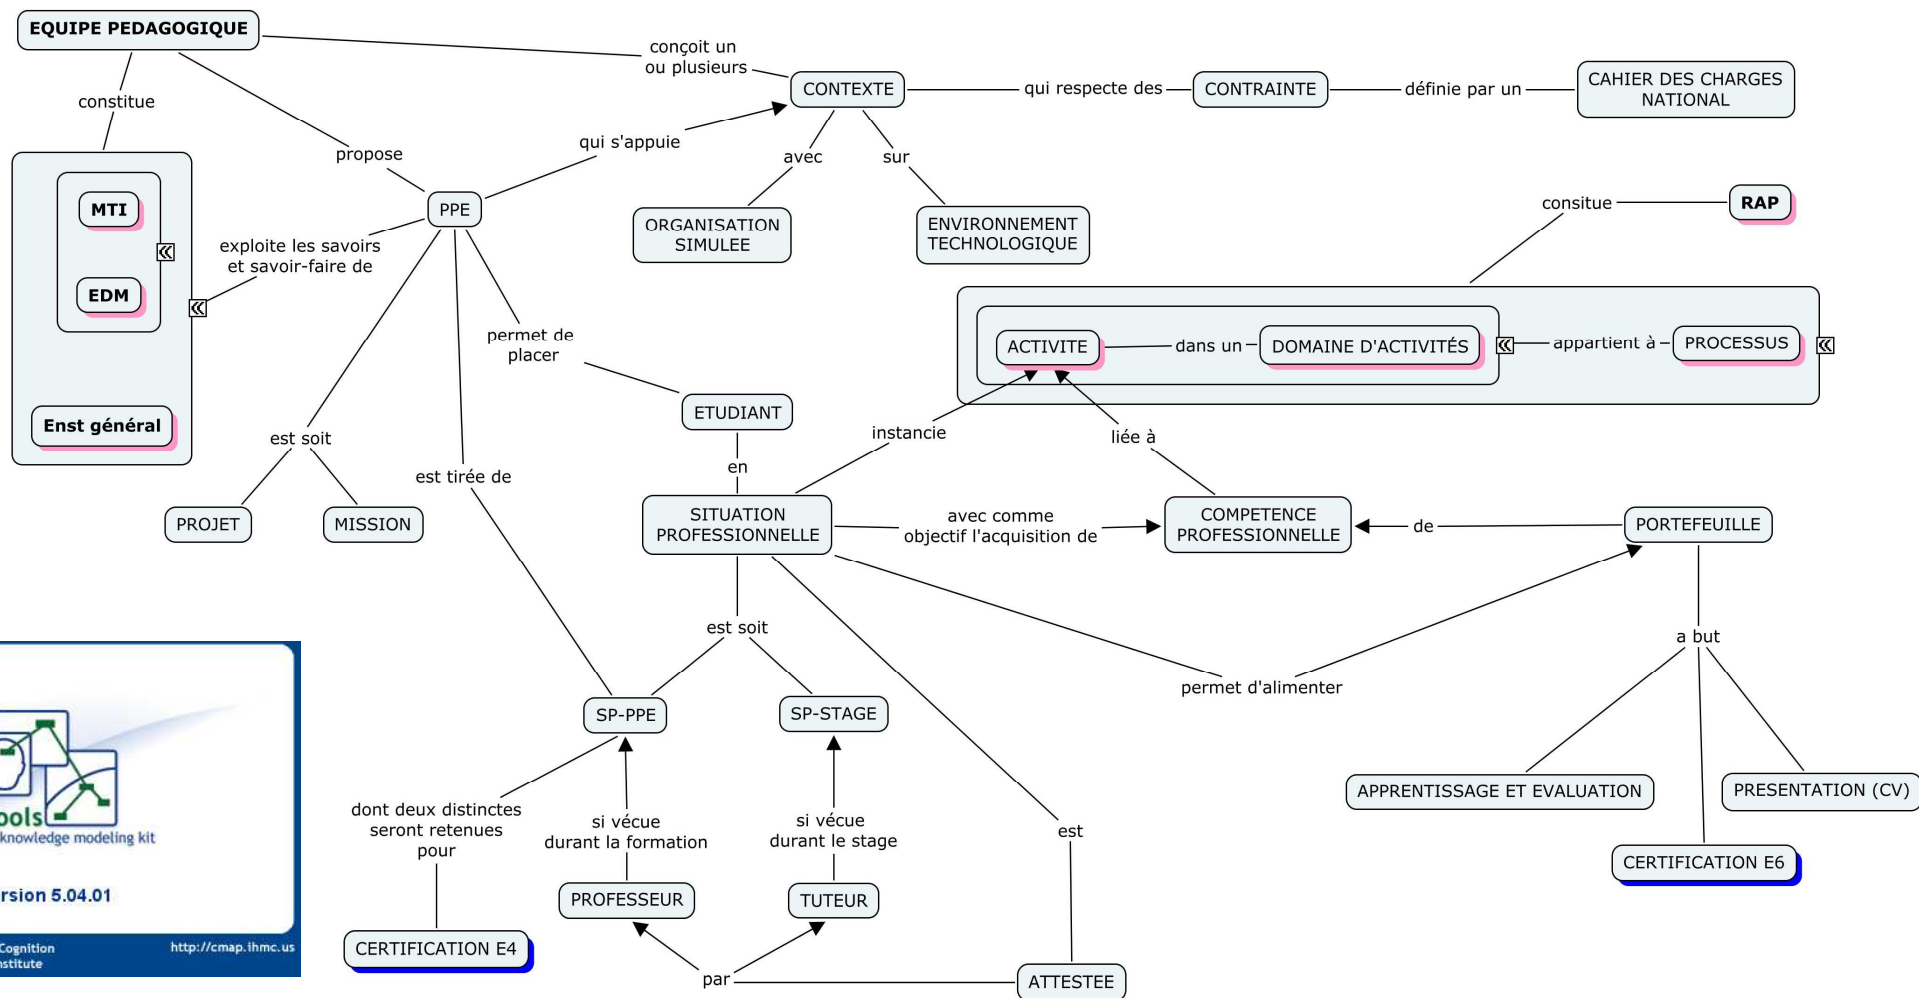 EQUIPE PEDAGOGIQUE
conçoit un
ou plusieurs
constitue
CONTEXTE
qui respecte des
CONTRAINTE
définie par un
CAHIER DES CHARGES
NATIONAL
qui s'appuie
propose
avec
sur
MTI
PPE
consitue
RAP
ORGANISATION
SIMULEE
ENVIRONNEMENT
TECHNOLOGIQUE
exploite les savoirs
et savoir-faire de
EDM
permet de
placer
ACTIVITE
dans un
DOMAINE D'ACTIVITÉS
appartient à
PROCESSUS
Enst général
ETUDIANT
est soit
instancie
liée à
en
est tirée de
PROJET
MISSION
SITUATION
PROFESSIONNELLE
avec comme
objectif l'acquisition de
COMPETENCE
PROFESSIONNELLE
de
PORTEFEUILLE
est soit
a but
permet d'alimenter
SP-PPE
SP-STAGE
APPRENTISSAGE ET EVALUATION
PRESENTATION (CV)
dont deux distinctes
seront retenues
pour
si vécue
durant la formation
si vécue
durant le stage
est
CERTIFICATION E6
PROFESSEUR
TUTEUR
CERTIFICATION E4
par
ATTESTEE
ools
knowledge modeling kit
rsion 5.04.01
Cognition
nstitute
http://cmap.ihmc.us